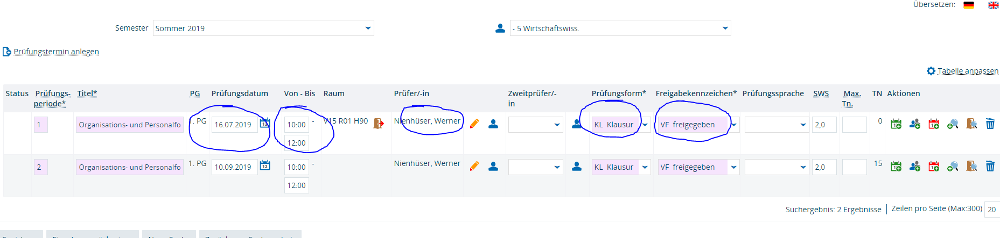 Übersetzen:
Semester Sommer 2019 - 5 Wirtschaftswiss.
Prüfungstermin anlegen
Tabelle anpassen
Status Prüfungs-periode* Titel* PG Prüfungsdatum Von - Bis Raum Prüfer/-in Zweitprüfer/-in Prüfungsform* Freigabekennzeichen* Prüfungssprache SWS Max. Tn. TN Aktionen
1 Organisations- und Personalfo 1. PG 16.07.2019 12 10:00 - 12:00 V15 R01 H90 Nienhüser, Werner KL Klausur VF freigegeben 2,0 0
2 Organisations- und Personalfo 1. PG 10.09.2019 12 10:00 - 12:00 Nienhüser, Werner KL Klausur VF freigegeben 2,0 15
Suchergebnis: 2 Ergebnisse Zeilen pro Seite (Max:300) 20